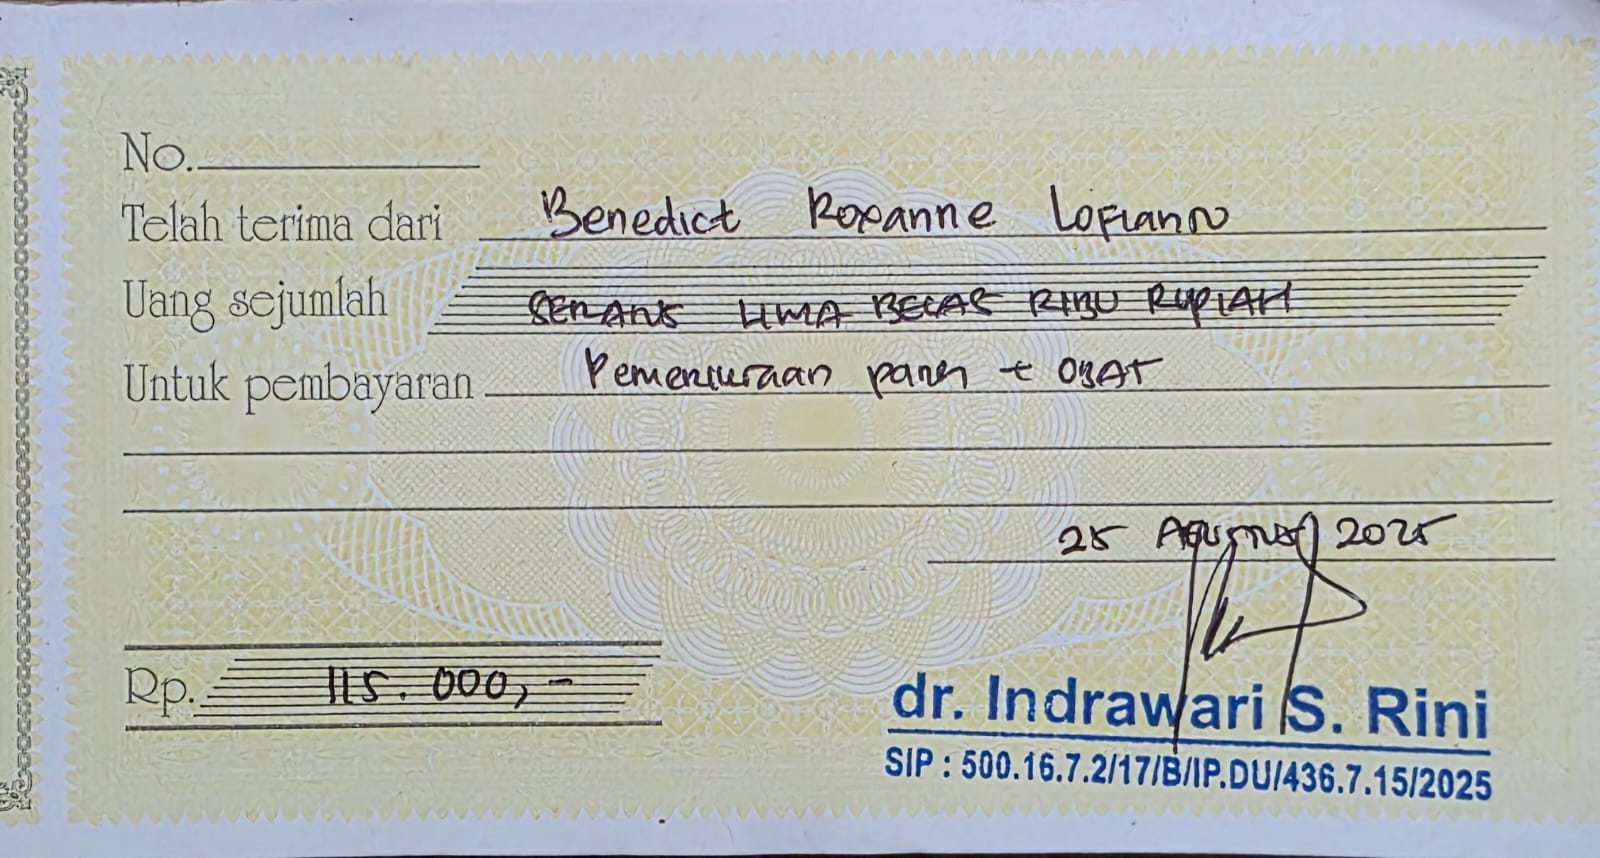 No.
Telah terima dari Benedict Roxanne Lofianro
Uang sejumlah SERATUS LIMA BELAS RIBU RUPIAH
Untuk pembayaran Pemeriksaan pasien + OBAT
25 Agustus 2025
Rp. 115.000,-
dr. Indrawari S. Rini
SIP : 500.16.7.2/17/B/IP.DU/436.7.15/2025